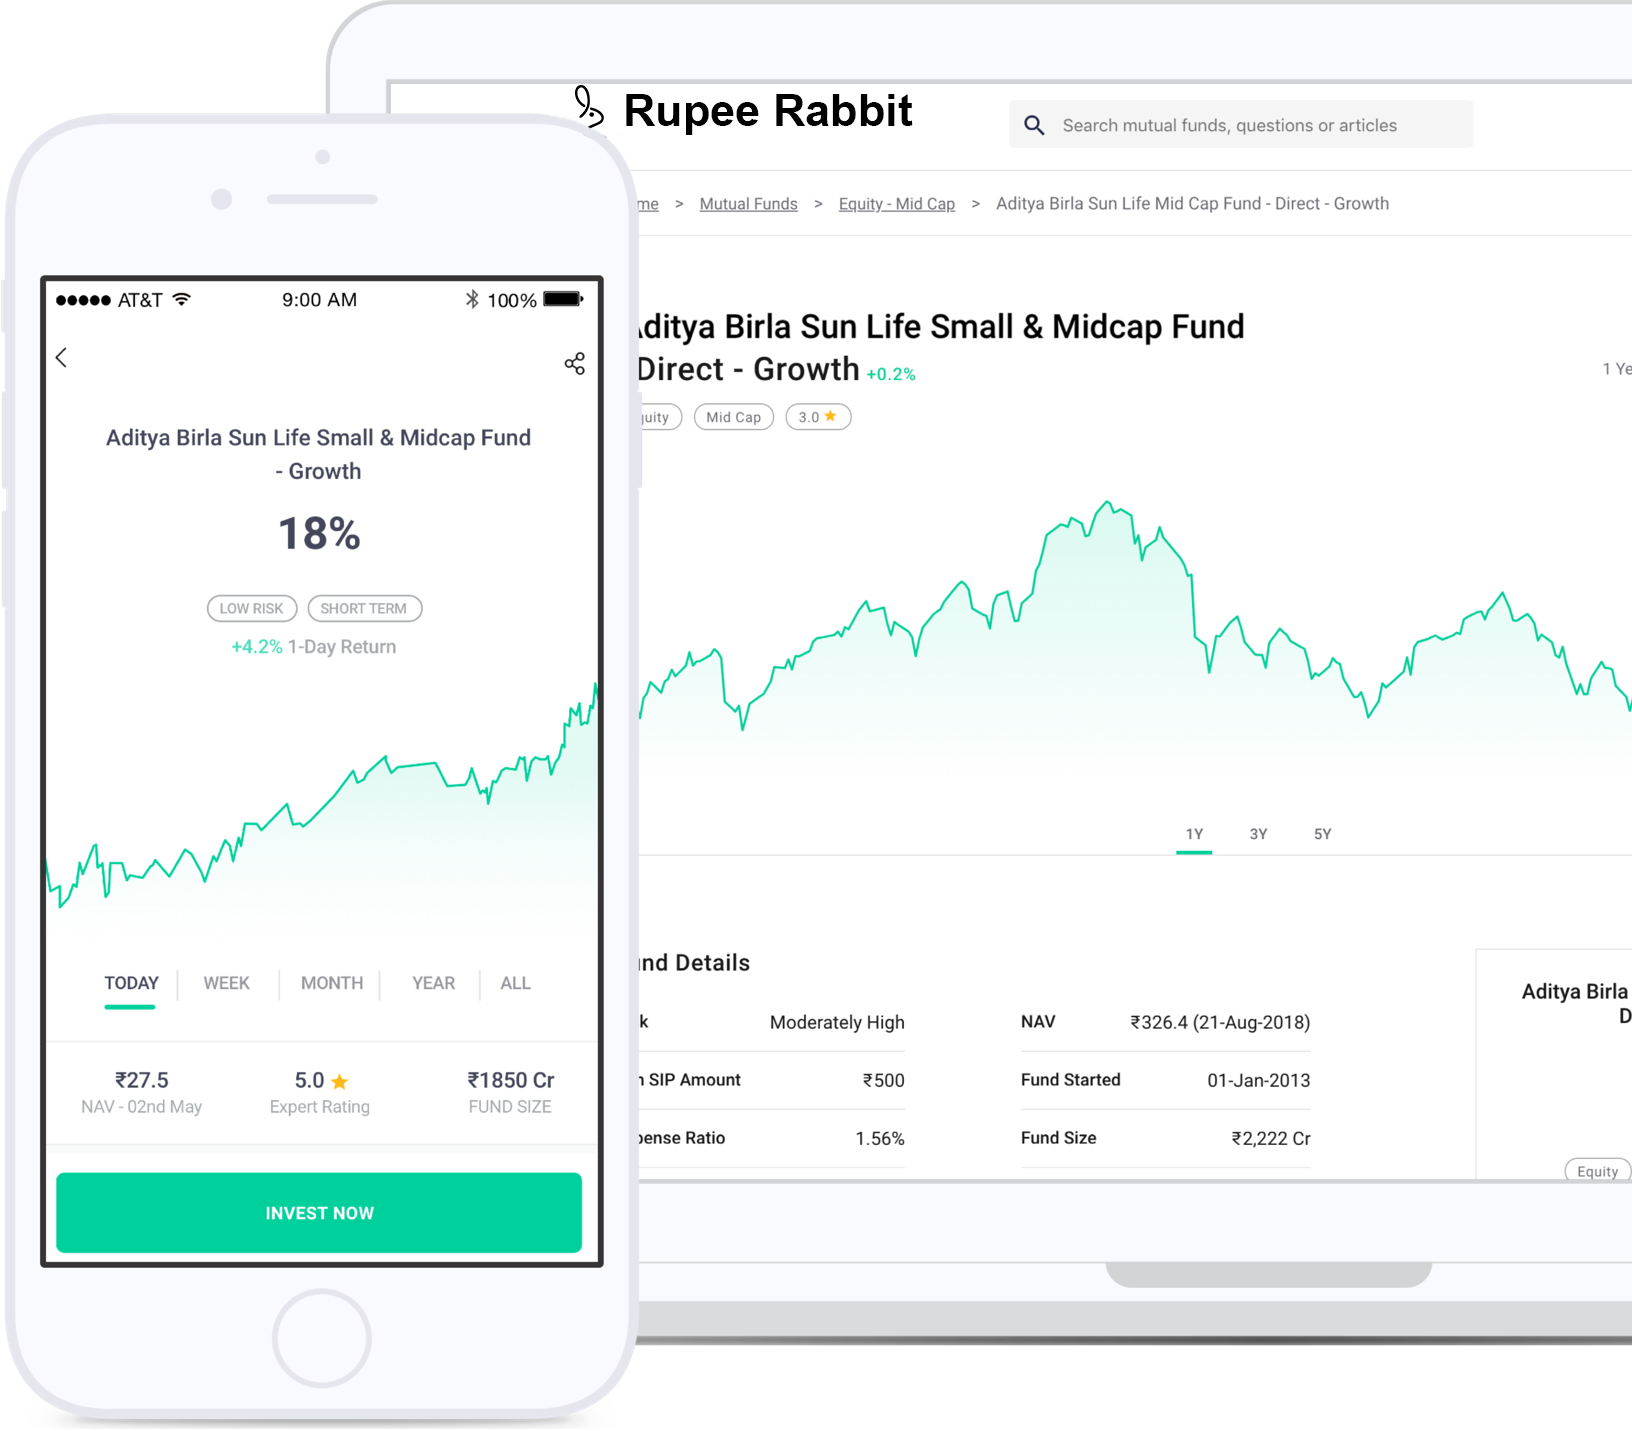 Rupee Rabbit
Search mutual funds, questions or articles
> Mutual Funds > Equity - Mid Cap > Aditya Birla Sun Life Mid Cap Fund - Direct - Growth
Aditya Birla Sun Life Small & Midcap Fund
Direct - Growth +0.2%
1 Ye
Mid Cap 3.0
1Y 3Y 5Y
Details
Moderately High
SIP Amount ₹500
Ratio 1.56%
NAV ₹326.4 (21-Aug-2018)
Fund Started 01-Jan-2013
Fund Size ₹2,222 Cr
Aditya Birla
D
Equity
AT&T 9:00 AM 100%
Aditya Birla Sun Life Small & Midcap Fund
- Growth
18%
LOW RISK SHORT TERM
+4.2% 1-Day Return
TODAY WEEK MONTH YEAR ALL
₹27.5 5.0 ₹1850 Cr
NAV - 02nd May Expert Rating FUND SIZE
INVEST NOW